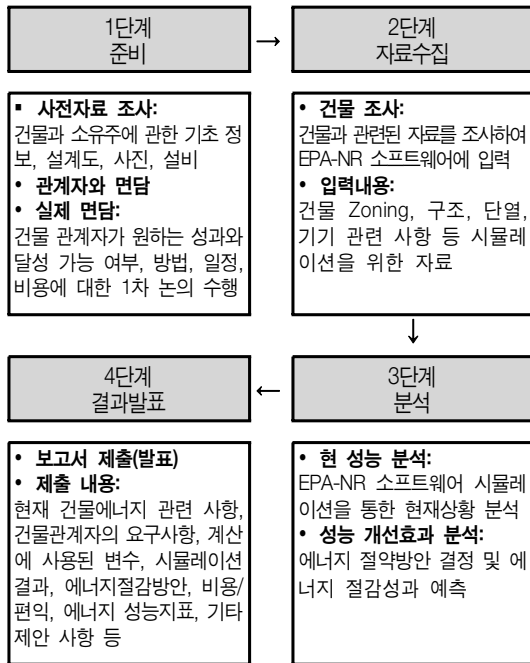 1단계
준비
→
2단계
자료수집
▪ 사전자료 조사:
건물과 소유주에 관한 기초 정
보, 설계도, 사진, 설비
• 관계자와 면담
• 실제 면담:
건물 관계자가 원하는 성과와
달성 가능 여부, 방법, 일정,
비용에 대한 1차 논의 수행
• 건물 조사:
건물과 관련된 자료를 조사하여
EPA-NR 소프트웨어에 입력
• 입력내용:
건물 Zoning, 구조, 단열,
기기 관련 사항 등 시뮬레
이션을 위한 자료
↓
3단계
분석
←
4단계
결과발표
• 현 성능 분석:
EPA-NR 소프트웨어 시뮬레
이션을 통한 현재상황 분석
• 성능 개선효과 분석:
에너지 절약방안 결정 및 에
너지 절감성과 예측
• 보고서 제출(발표)
• 제출 내용:
현재 건물에너지 관련 사항,
건물관계자의 요구사항, 계산
에 사용된 변수, 시뮬레이션
결과, 에너지절감방안, 비용/
편익, 에너지 성능지표, 기타
제안 사항 등